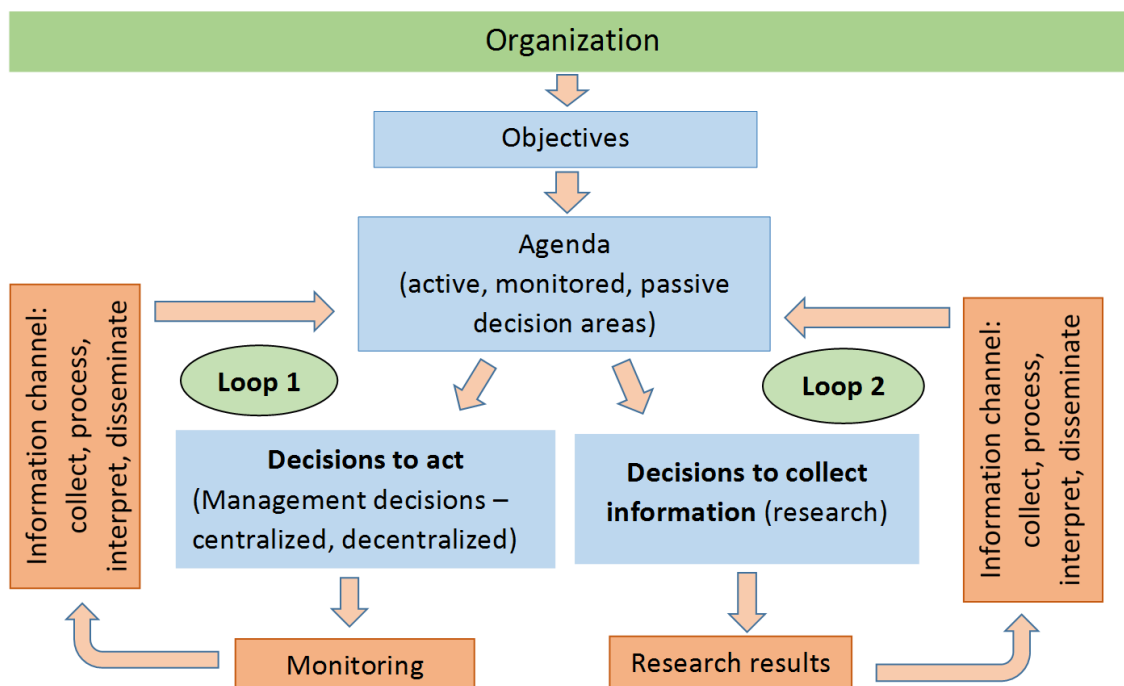 Organization
Objectives
Agenda
(active, monitored, passive
decision areas)
Information channel:
collect, process,
interpret, disseminate
Loop 1
Loop 2
Information channel:
collect, process,
interpret, disseminate
Decisions to act
(Management decisions –
centralized, decentralized)
Decisions to collect
information (research)
Monitoring
Research results